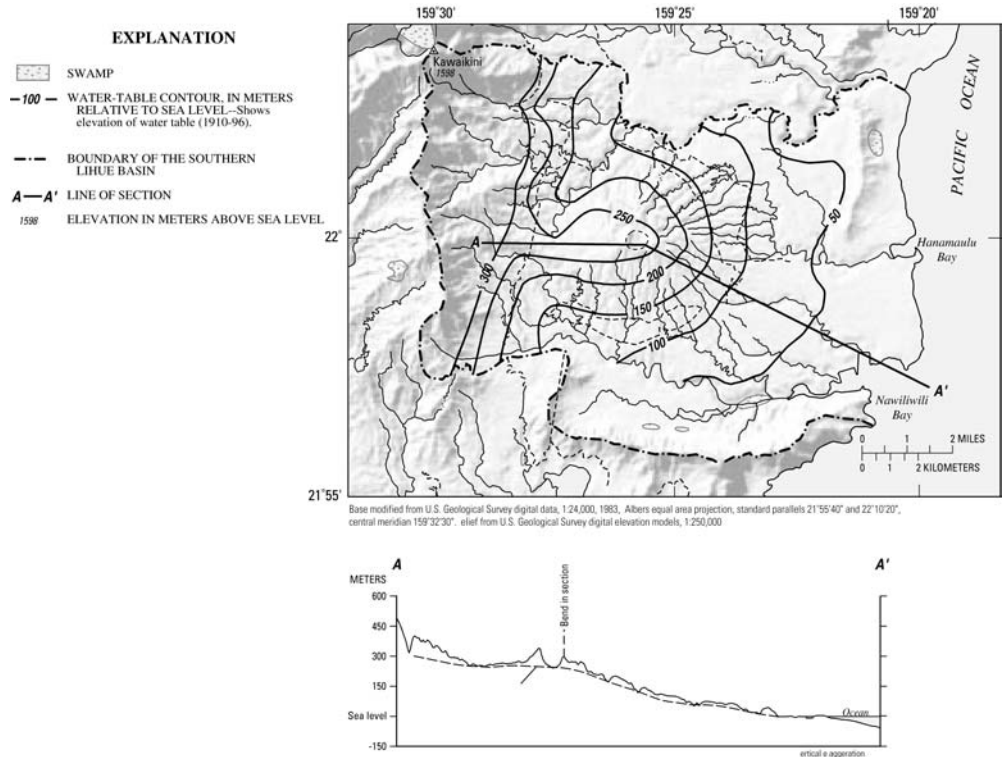 EXPLANATION
SWAMP
100 WATER-TABLE CONTOUR, IN METERS
RELATIVE TO SEA LEVEL--Shows
elevation of water table (1910-96).
BOUNDARY OF THE SOUTHERN
LIHUE BASIN
A—A' LINE OF SECTION
1598 ELEVATION IN METERS ABOVE SEA LEVEL
159°30'
159°25'
159°20'
Kawaikini
1598
PACIFIC OCEAN
50
250
22°
A
Hanamaulu
Bay
300
200
150
100
A'
Nawiliwili
Bay
0 1 2 MILES
0 1 2 KILOMETERS
21°55'
Base modified from U.S. Geological Survey digital data, 1:24,000, 1983, Albers equal area projection, standard parallels 21°55'40" and 22°10'20",
central meridian 159°32'30". elief from U.S. Geological Survey digital elevation models, 1:250,000
A
A'
METERS
600
450
300
150
Sea level
-150
Bend in section
Ocean
ertical e aggeration